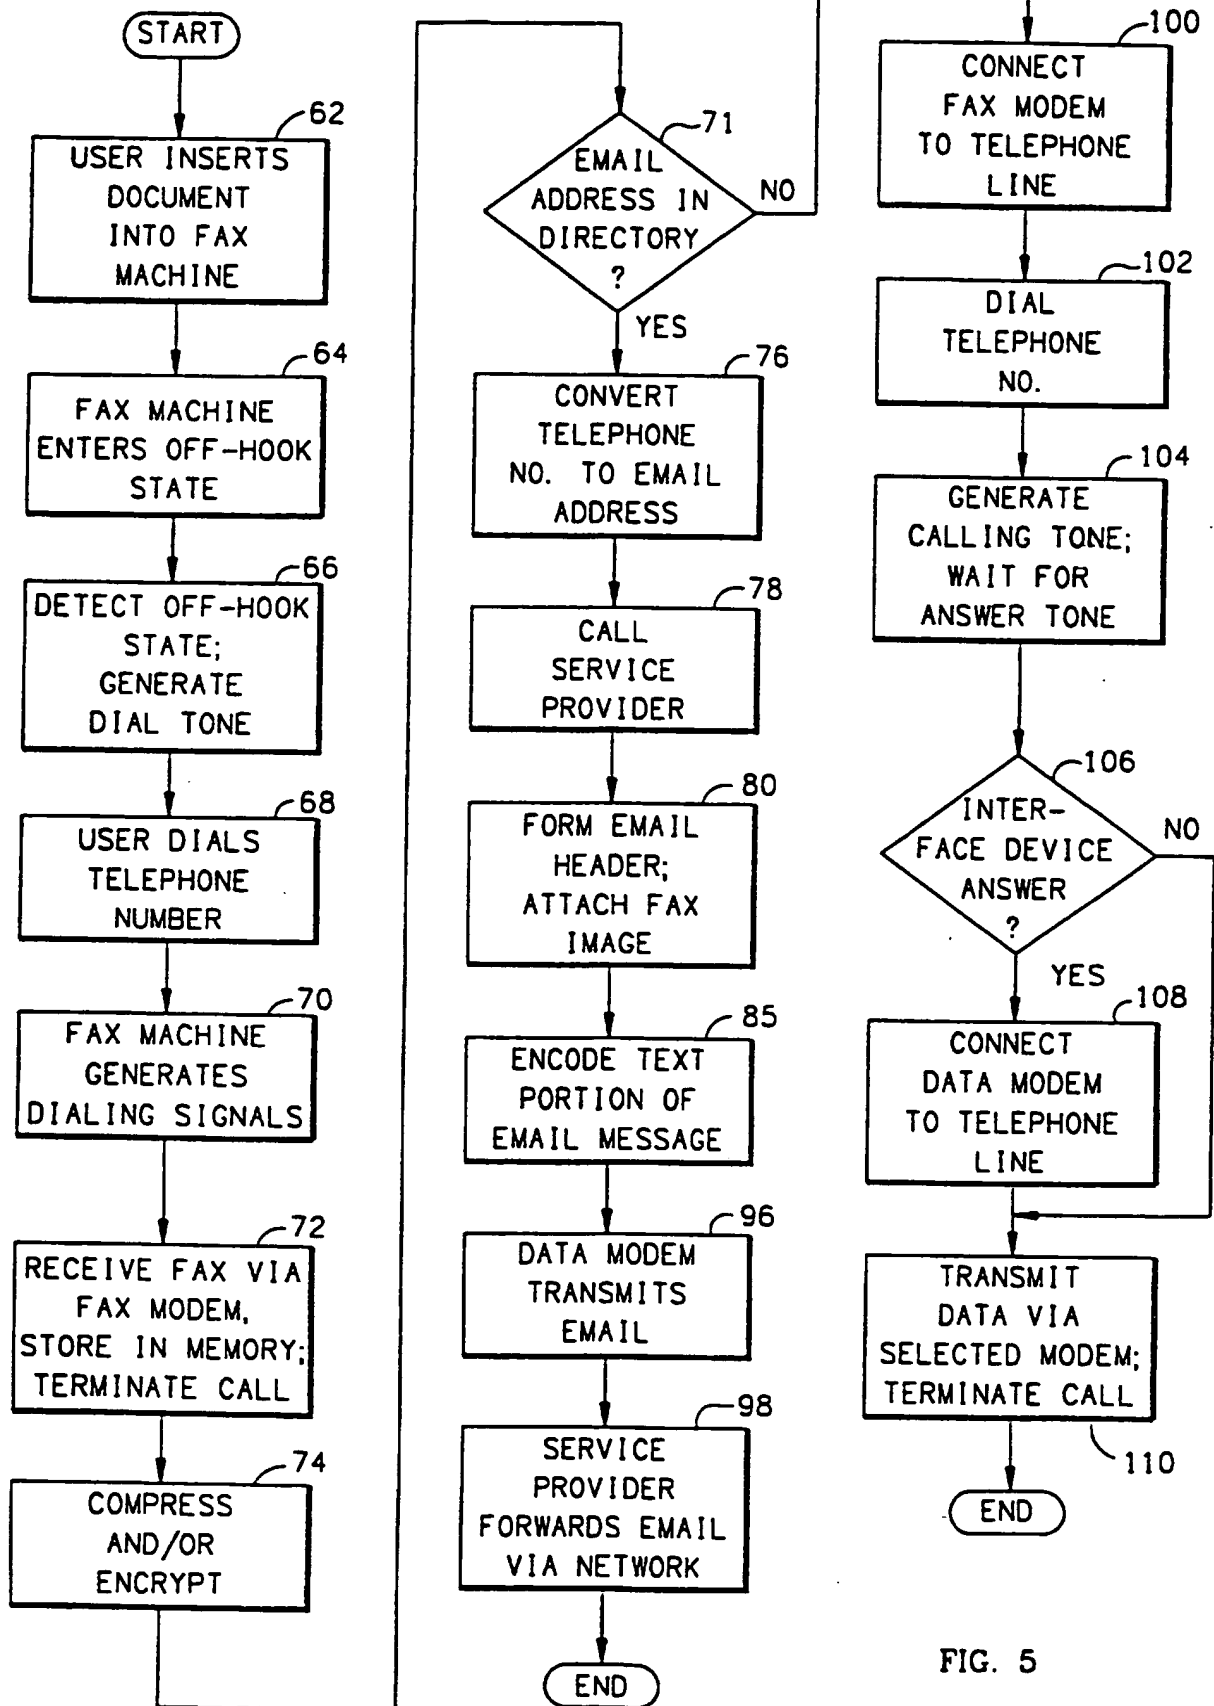 START
62
USER INSERTS
DOCUMENT
INTO FAX
MACHINE
64
FAX MACHINE
ENTERS OFF-HOOK
STATE
66
DETECT OFF-HOOK
STATE;
GENERATE
DIAL TONE
68
USER DIALS
TELEPHONE
NUMBER
70
FAX MACHINE
GENERATES
DIALING SIGNALS
72
RECEIVE FAX VIA
FAX MODEM,
STORE IN MEMORY;
TERMINATE CALL
74
COMPRESS
AND/OR
ENCRYPT
71
EMAIL
ADDRESS IN
DIRECTORY
?
NO
YES
76
CONVERT
TELEPHONE
NO. TO EMAIL
ADDRESS
78
CALL
SERVICE
PROVIDER
80
FORM EMAIL
HEADER;
ATTACH FAX
IMAGE
85
ENCODE TEXT
PORTION OF
EMAIL MESSAGE
96
DATA MODEM
TRANSMITS
EMAIL
98
SERVICE
PROVIDER
FORWARDS EMAIL
VIA NETWORK
END
100
CONNECT
FAX MODEM
TO TELEPHONE
LINE
102
DIAL
TELEPHONE
NO.
104
GENERATE
CALLING TONE;
WAIT FOR
ANSWER TONE
106
INTER-
FACE DEVICE
ANSWER
?
NO
YES
108
CONNECT
DATA MODEM
TO TELEPHONE
LINE
TRANSMIT
DATA VIA
SELECTED MODEM;
TERMINATE CALL
110
END
FIG. 5